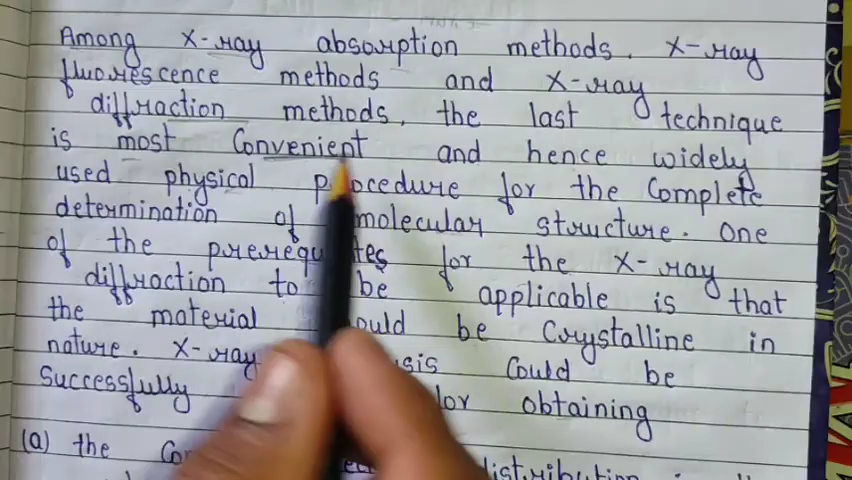 Among X-ray absorption methods. X-ray
fluorescence methods and X-ray
diffraction methods, the last technique
is most Convenient and hence widely
used physical procedure for the Complete
determination of molecular structure. One
of the for the X-ray
diffraction to be applicable is that
the material be Crystalline in
nature. X-ray Could be
Successfully for obtaining
(a) the